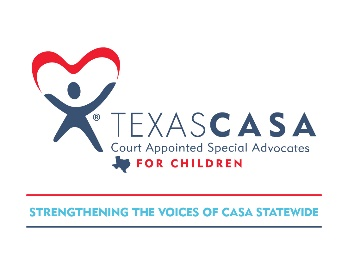 TEXASCASA
®
Court Appointed Special Advocates
FOR CHILDREN
STRENGTHENING THE VOICES OF CASA STATEWIDE